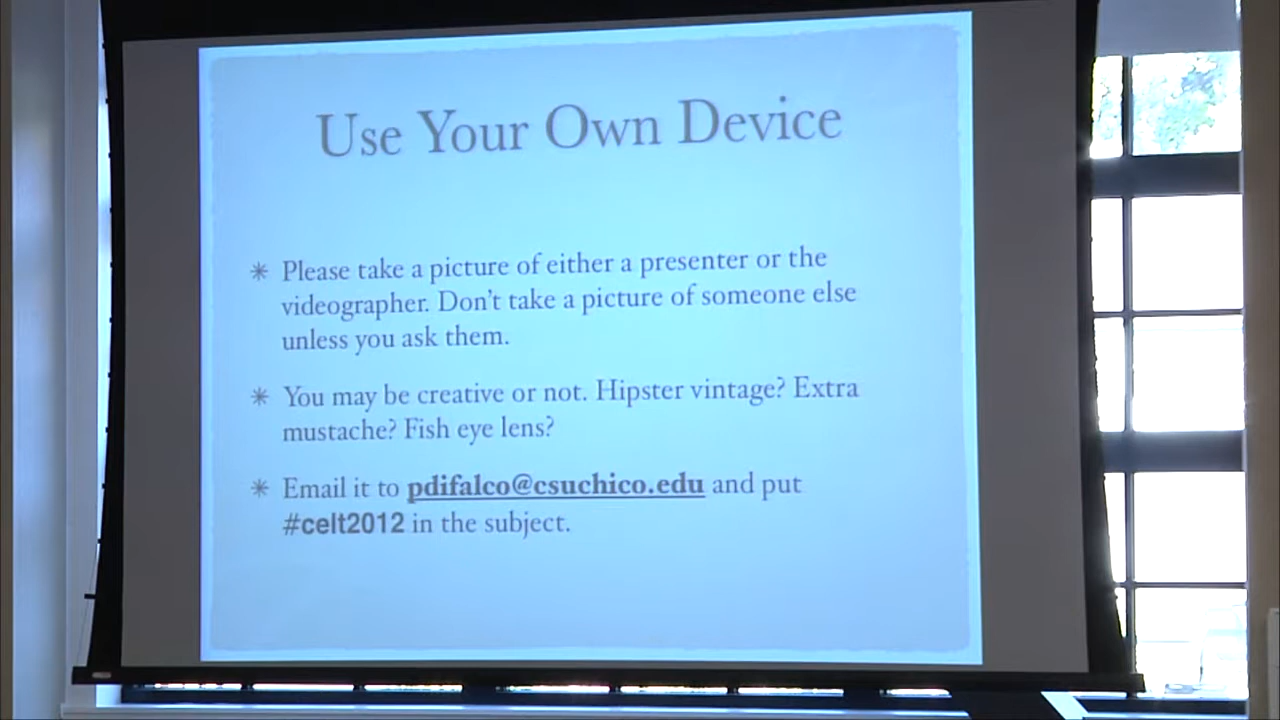 Use Your Own Device
✳ Please take a picture of either a presenter or the
videographer. Don't take a picture of someone else
unless you ask them.
✳ You may be creative or not. Hipster vintage? Extra
mustache? Fish eye lens?
✳ Email it to pdifalco@csuchico.edu and put
#celt2012 in the subject.